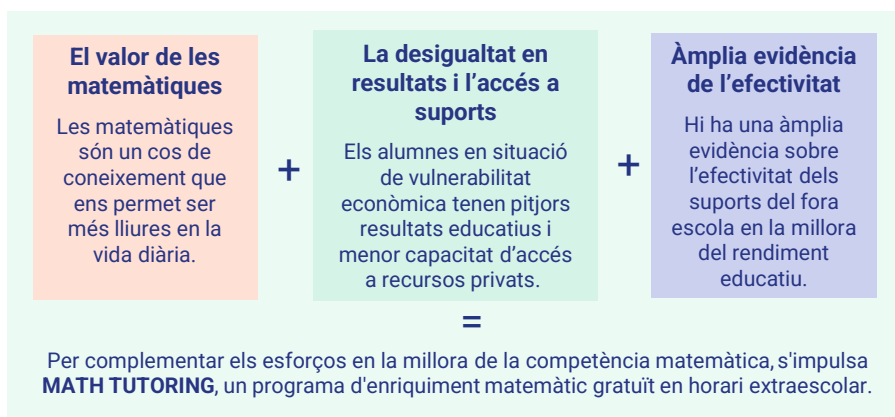 El valor de les
matemàtiques
Les matemàtiques
són un cos de
coneixement que
ens permet ser
més lliures en la
vida diària.
+
La desigualtat en
resultats i l'accés a
suports
Els alumnes en situació
de vulnerabilitat
econòmica tenen pitjors
resultats educatius i
menor capacitat d'accés
a recursos privats.
+
Àmplia evidència
de l'efectivitat
Hi ha una àmplia
evidència sobre
l'efectivitat dels
suports del fora
escola en la millora
del rendiment
educatiu.
=
Per complementar els esforços en la millora de la competència matemàtica, s'impulsa
MATH TUTORING, un programa d'enriquiment matemàtic gratuït en horari extraescolar.